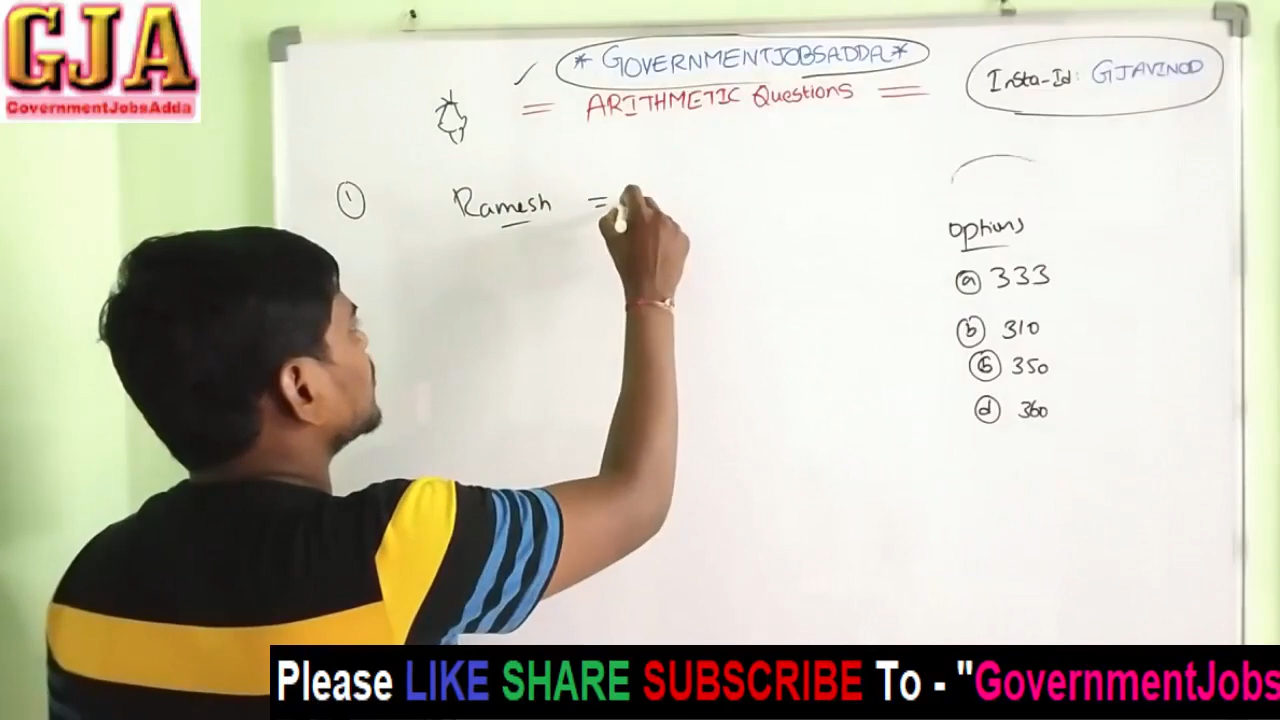 GJA
GovernmentJobsAdda
* GOVERNMENTJOBSADDA *
= ARITHMETIC Questions =
Insta-Id: GJAVINOD
1 Ramesh =
Options
a 333
b 310
c 350
d 360
Please LIKE SHARE SUBSCRIBE To - "GovernmentJobs